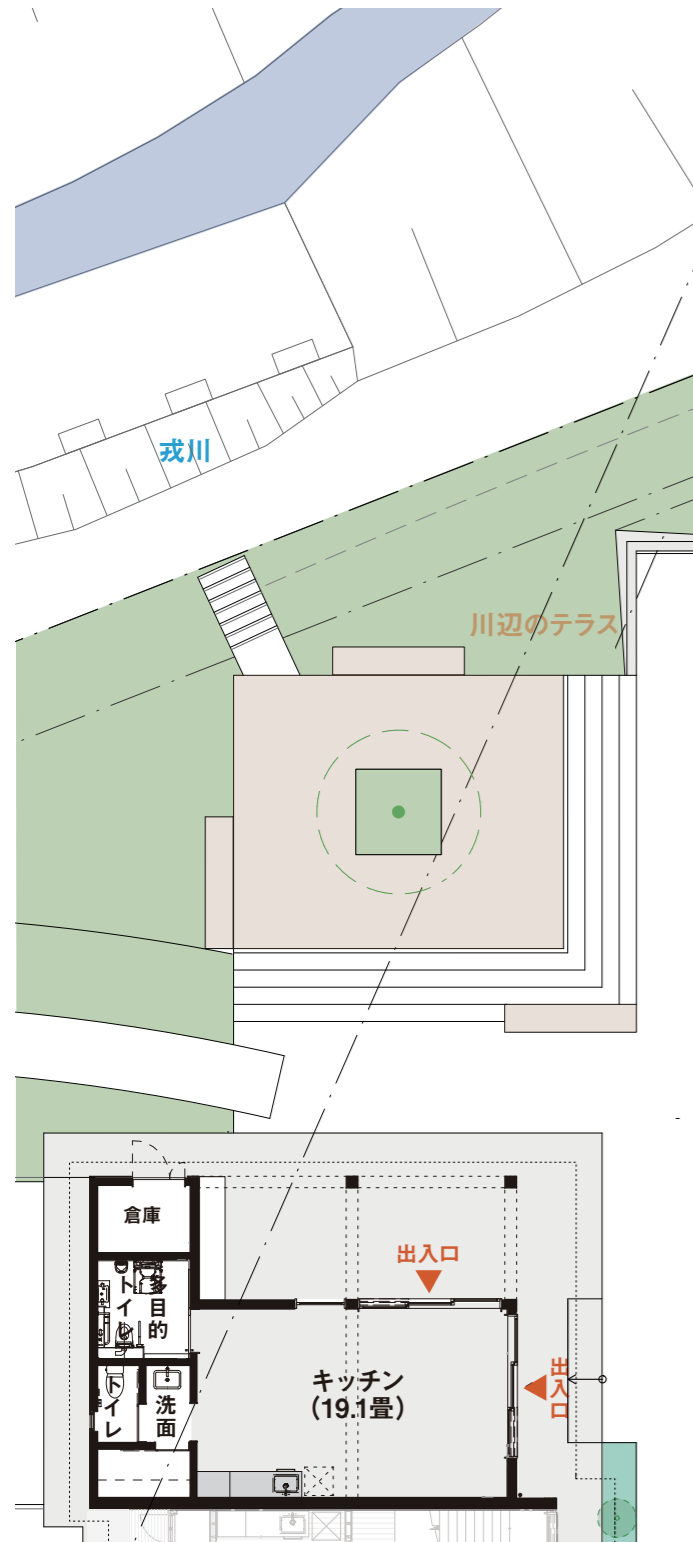 戎川
川辺のテラス
倉庫
出入口
多目的
トイレ
キッチン
(19.1畳)
出入口
トイレ
洗面